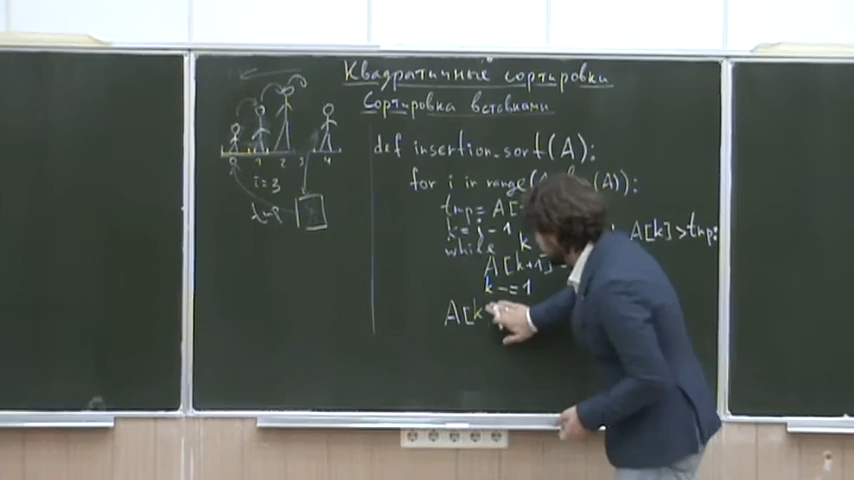 Квадратичные сортировки
Сортировка вставками
def insertion_sort(A):
for i in range( (A)):
tmp = A[
k = i - 1
while k A[k] > tmp:
A[k+1] =
k -= 1
A[k
0 1 2 3 4
i = 3
tmp